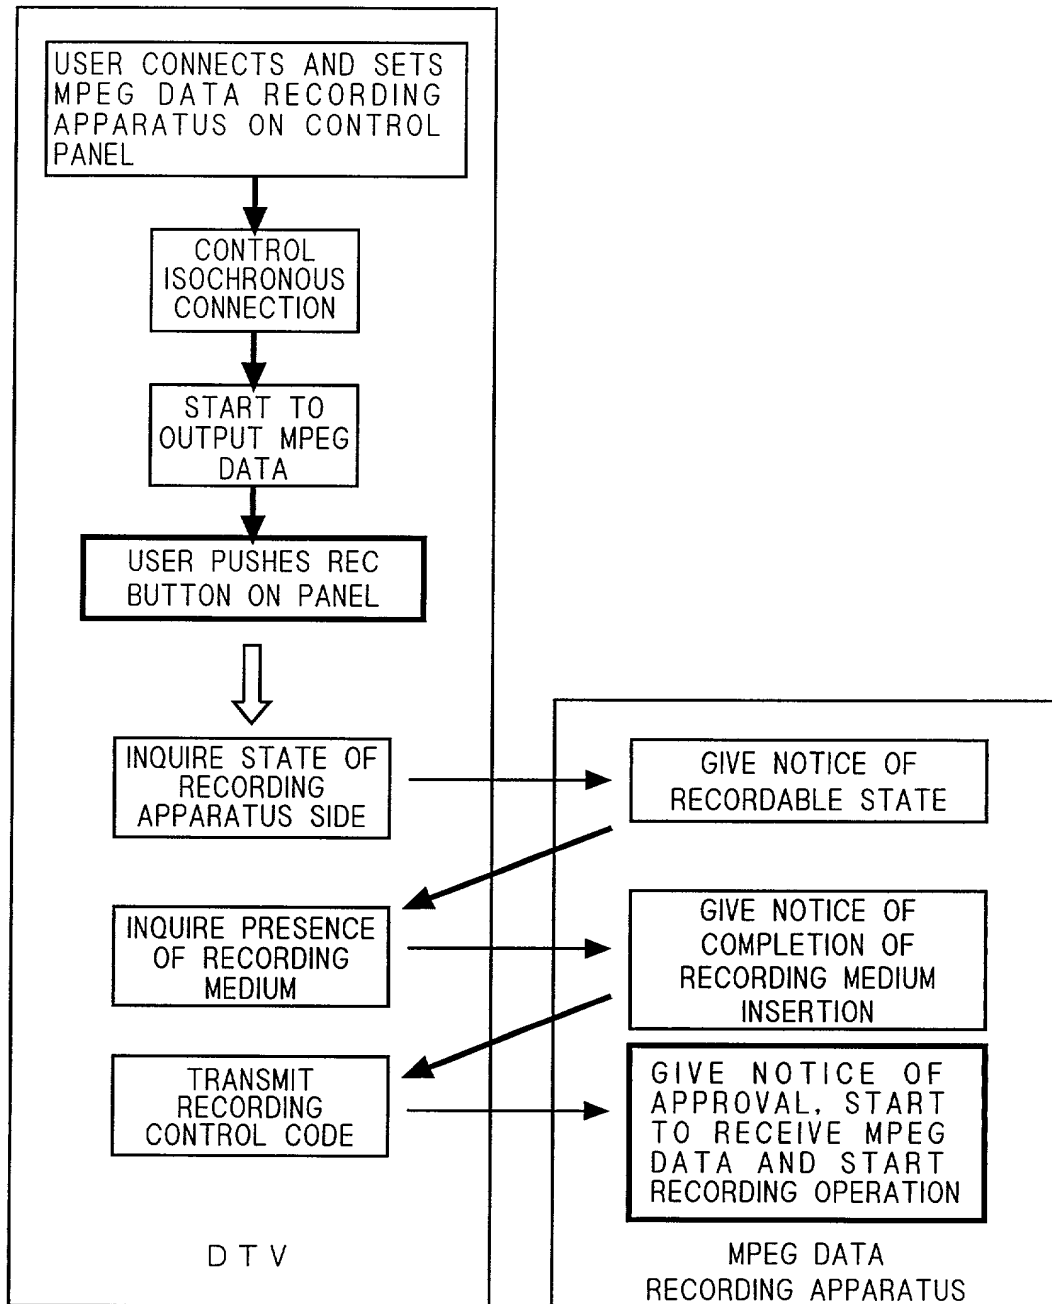 USER CONNECTS AND SETS
MPEG DATA RECORDING
APPARATUS ON CONTROL
PANEL
CONTROL
ISOCHRONOUS
CONNECTION
START TO
OUTPUT MPEG
DATA
USER PUSHES REC
BUTTON ON PANEL
INQUIRE STATE OF
RECORDING
APPARATUS SIDE
GIVE NOTICE OF
RECORDABLE STATE
INQUIRE PRESENCE
OF RECORDING
MEDIUM
GIVE NOTICE OF
COMPLETION OF
RECORDING MEDIUM
INSERTION
TRANSMIT
RECORDING
CONTROL CODE
GIVE NOTICE OF
APPROVAL, START
TO RECEIVE MPEG
DATA AND START
RECORDING OPERATION
DTV
MPEG DATA
RECORDING APPARATUS